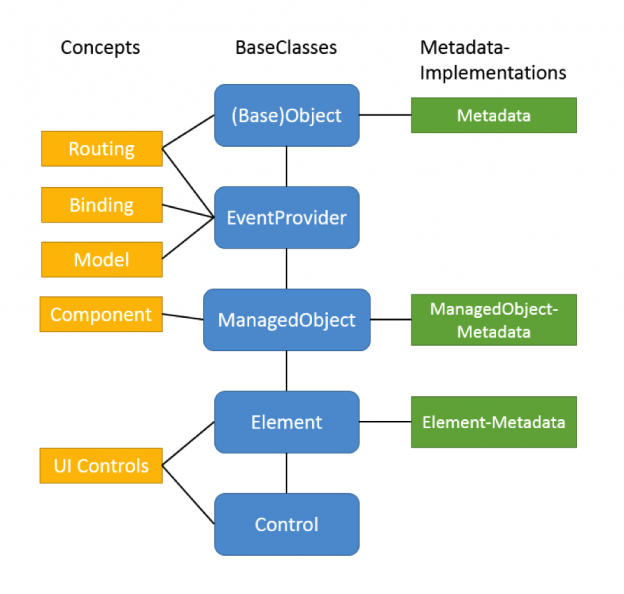 Concepts
BaseClasses
Metadata-
Implementations
(Base)Object
Metadata
Routing
Binding
EventProvider
Model
Component
ManagedObject
ManagedObject-
Metadata
Element
Element-Metadata
UI Controls
Control